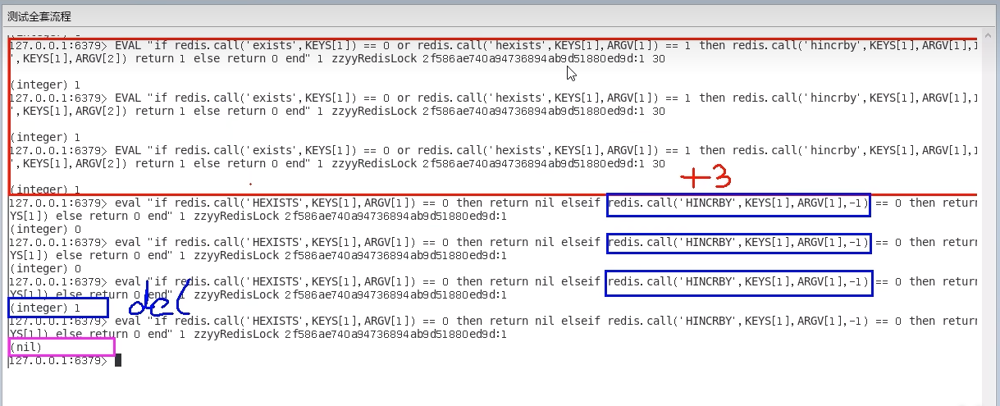 测试全套流程
127.0.0.1:6379> EVAL "if redis.call('exists',KEYS[1]) == 0 or redis.call('hexists',KEYS[1],ARGV[1]) == 1 then redis.call('hincrby',KEYS[1],ARGV[1],1
',KEYS[1],ARGV[2]) return 1 else return 0 end" 1 zzyyRedisLock 2f586ae740a94736894ab9d51880ed9d:1 30
(integer) 1
127.0.0.1:6379> EVAL "if redis.call('exists',KEYS[1]) == 0 or redis.call('hexists',KEYS[1],ARGV[1]) == 1 then redis.call('hincrby',KEYS[1],ARGV[1],1
',KEYS[1],ARGV[2]) return 1 else return 0 end" 1 zzyyRedisLock 2f586ae740a94736894ab9d51880ed9d:1 30
(integer) 1
127.0.0.1:6379> EVAL "if redis.call('exists',KEYS[1]) == 0 or redis.call('hexists',KEYS[1],ARGV[1]) == 1 then redis.call('hincrby',KEYS[1],ARGV[1],1
',KEYS[1],ARGV[2]) return 1 else return 0 end" 1 zzyyRedisLock 2f586ae740a94736894ab9d51880ed9d:1 30
+3
(integer) 1
127.0.0.1:6379> eval "if redis.call('HEXISTS',KEYS[1],ARGV[1]) == 0 then return nil elseif redis.call('HINCRBY',KEYS[1],ARGV[1],-1) == 0 then retur
YS[1]) else return 0 end" 1 zzyyRedisLock 2f586ae740a94736894ab9d51880ed9d:1
(integer) 0
127.0.0.1:6379> eval "if redis.call('HEXISTS',KEYS[1],ARGV[1]) == 0 then return nil elseif redis.call('HINCRBY',KEYS[1],ARGV[1],-1) == 0 then retur
YS[1]) else return 0 end" 1 zzyyRedisLock 2f586ae740a94736894ab9d51880ed9d:1
(integer) 0
127.0.0.1:6379> eval "if redis.call('HEXISTS',KEYS[1],ARGV[1]) == 0 then return nil elseif redis.call('HINCRBY',KEYS[1],ARGV[1],-1) == 0 then retur
YS[1]) else return 0 end" 1 zzyyRedisLock 2f586ae740a94736894ab9d51880ed9d:1
(integer) 1
del
127.0.0.1:6379> eval "if redis.call('HEXISTS',KEYS[1],ARGV[1]) == 0 then return nil elseif redis.call('HINCRBY',KEYS[1],ARGV[1],-1) == 0 then retur
YS[1]) else return 0 end" 1 zzyyRedisLock 2f586ae740a94736894ab9d51880ed9d:1
(nil)
127.0.0.1:6379>